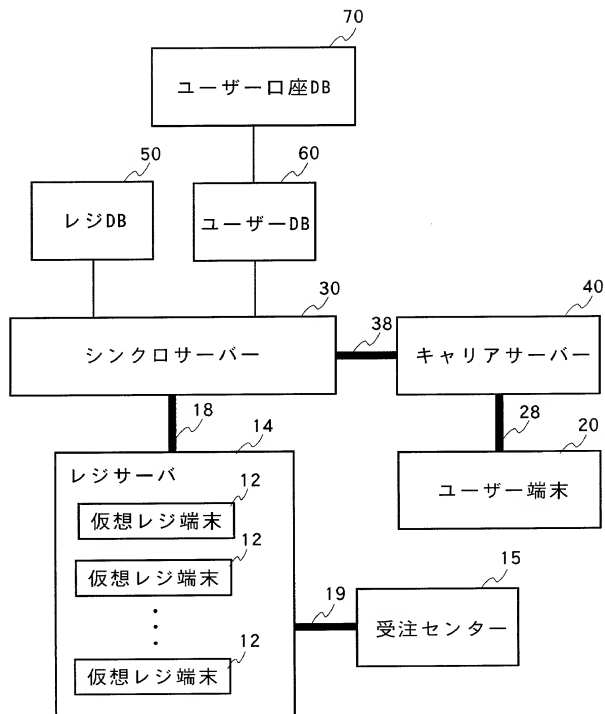 70
ユーザー口座DB
50
60
レジDB
ユーザーDB
30
40
シンクロサーバー
38
キャリアサーバー
18
14
28
20
レジサーバ
ユーザー端末
12
仮想レジ端末
12
仮想レジ端末
15
19
受注センター
12
仮想レジ端末